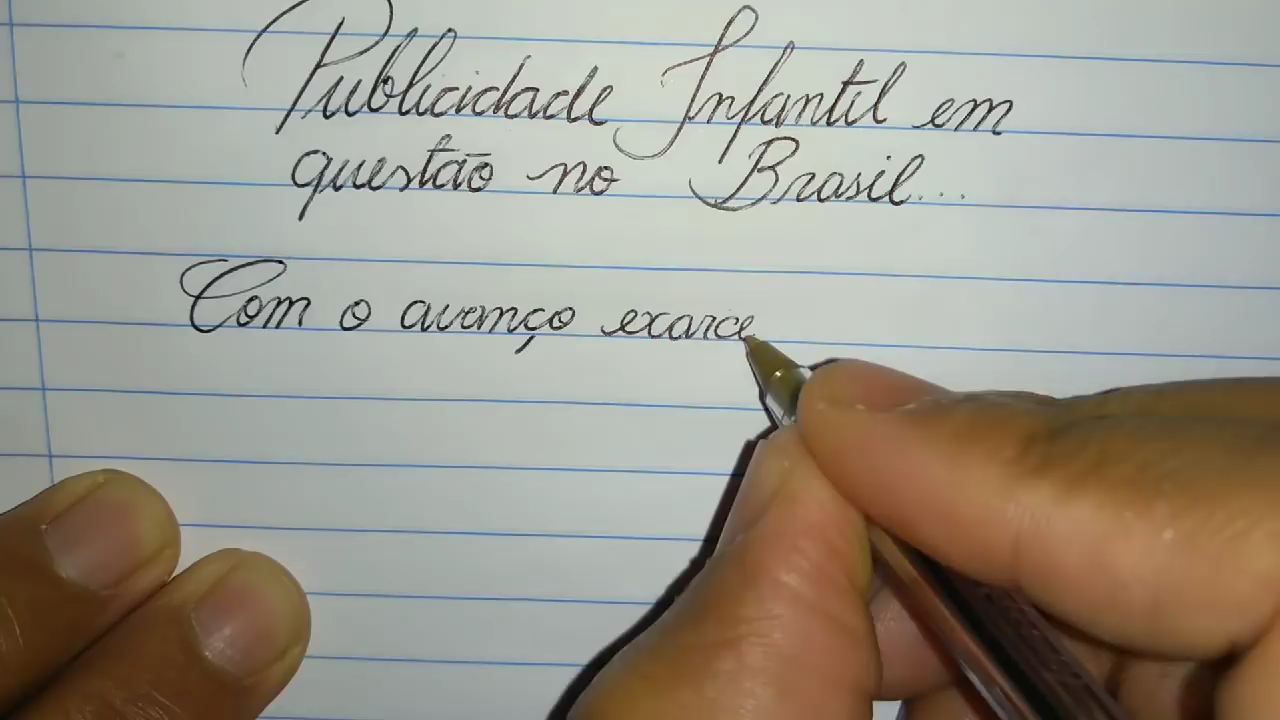 Publicidade Infantil em
questão no Brasil...
Com o avanço exarce